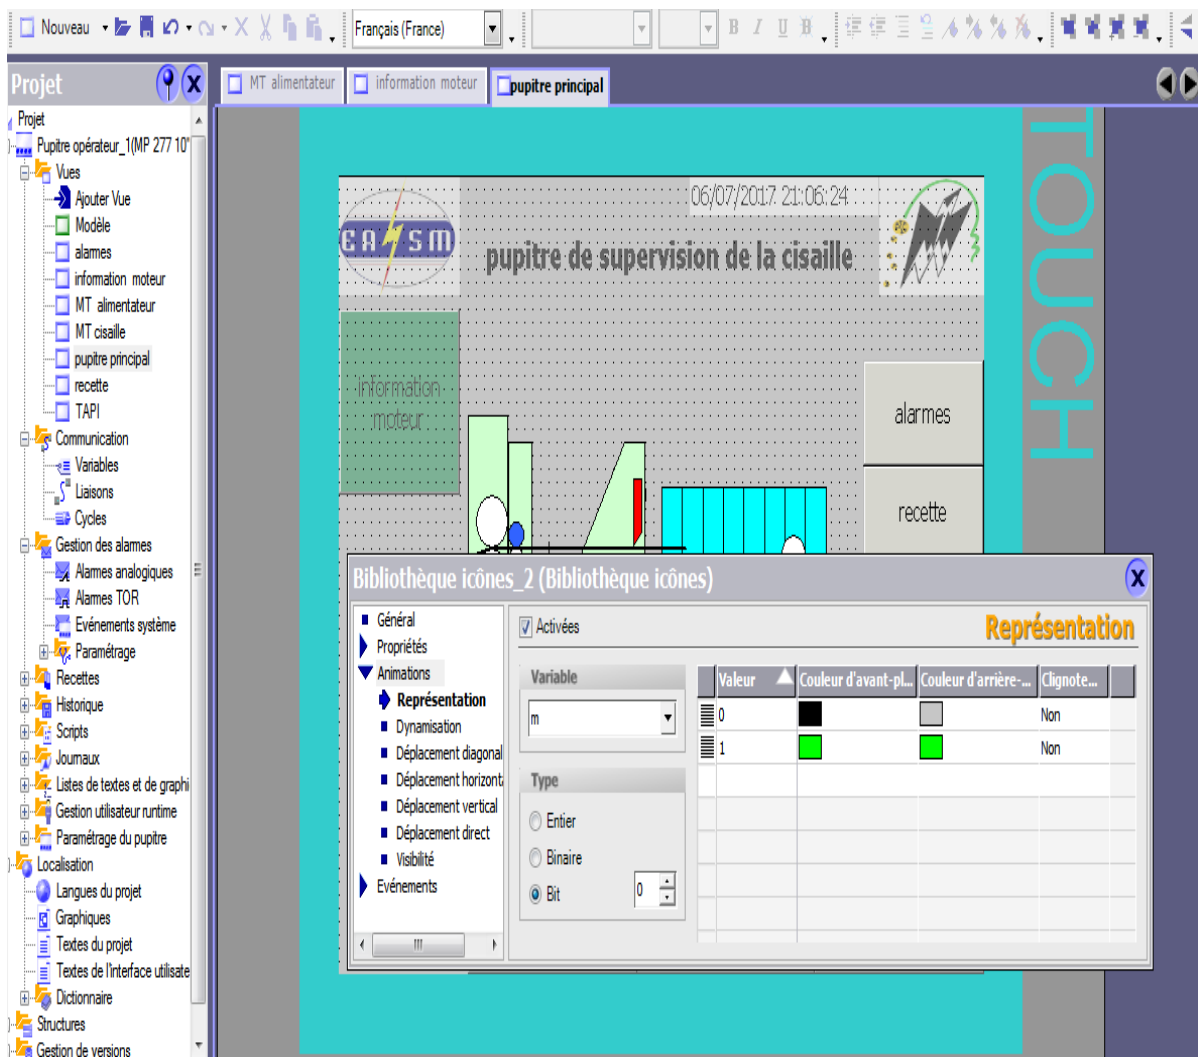 Nouveau
Français (France)
B I U
Projet
MT alimentateur
information moteur
pupitre principal
Projet
Pupitre opérateur_1(MP 277 10"
Vues
Ajouter Vue
Modèle
alarmes
information moteur
MT alimentateur
MT cisaille
pupitre principal
recette
TAPI
Communication
Variables
Liaisons
Cycles
Gestion des alarmes
Alarmes analogiques
Alarmes TOR
Evénements système
Paramétrage
Recettes
Historique
Scripts
Journaux
Listes de textes et de graphi
Gestion utilisateur runtime
Paramétrage du pupitre
Localisation
Langues du projet
Graphiques
Textes du projet
Textes de l'interface utilisate
Dictionnaire
Structures
Gestion de versions
TOUCH
06/07/2017 21:06:24
pupitre de supervision de la cisaille
information
moteur
alarmes
recette
Bibliothèque icônes_2 (Bibliothèque icônes)
Général
Propriétés
Animations
Représentation
Dynamisation
Déplacement diagonal
Déplacement horizonta
Déplacement vertical
Déplacement direct
Visibilité
Evénements
Activées
Représentation
Variable
m
Type
Entier
Binaire
Bit
0
Valeur Couleur d'avant-pl... Couleur d'arrière-... Clignote...
0 Non
1 Non